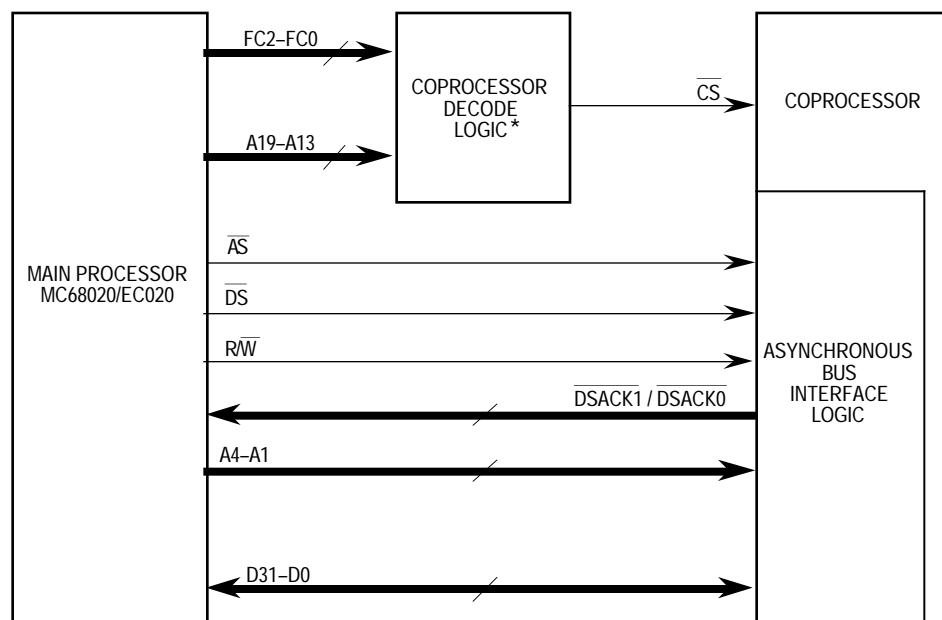 FC2–FC0
COPROCESSOR
DECODE
LOGIC*
A19–A13
CS
COPROCESSOR
MAIN PROCESSOR
MC68020/EC020
AS
DS
R/W
DSACK1 / DSACK0
A4–A1
D31–D0
ASYNCHRONOUS
BUS
INTERFACE
LOGIC